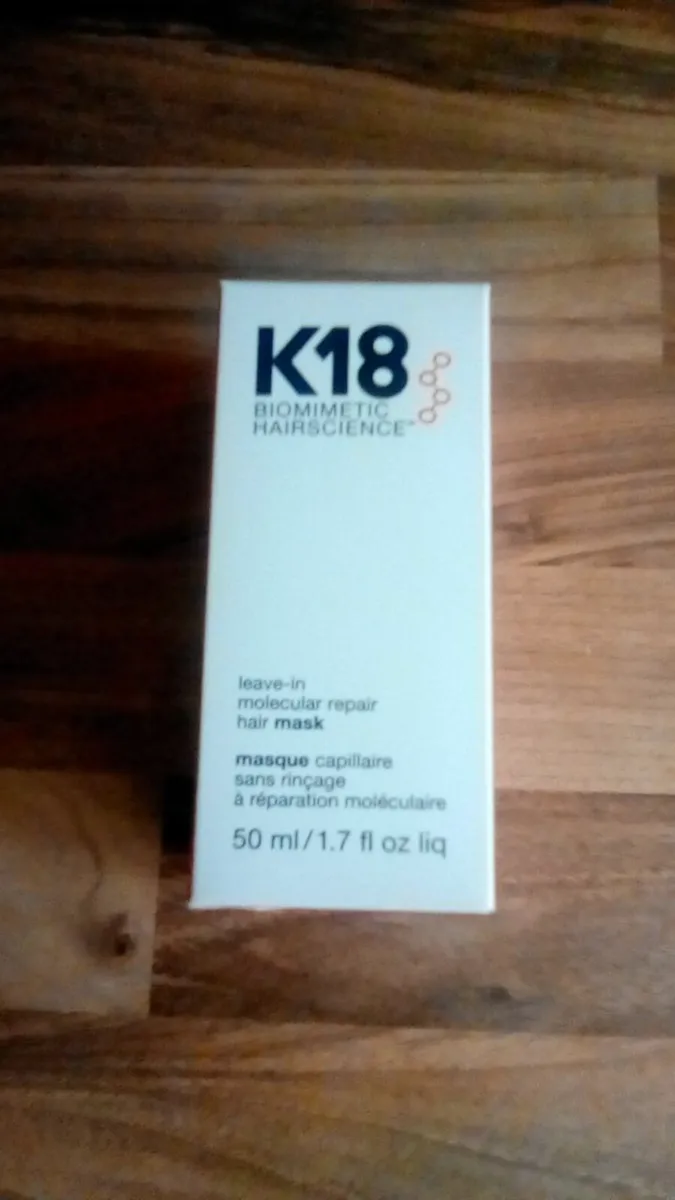 K18
BIOMIMETIC
HAIRSCIENCE™
leave-in
molecular repair
hair mask
masque capillaire
sans rinçage
à réparation moléculaire
50 ml/1.7 fl oz liq